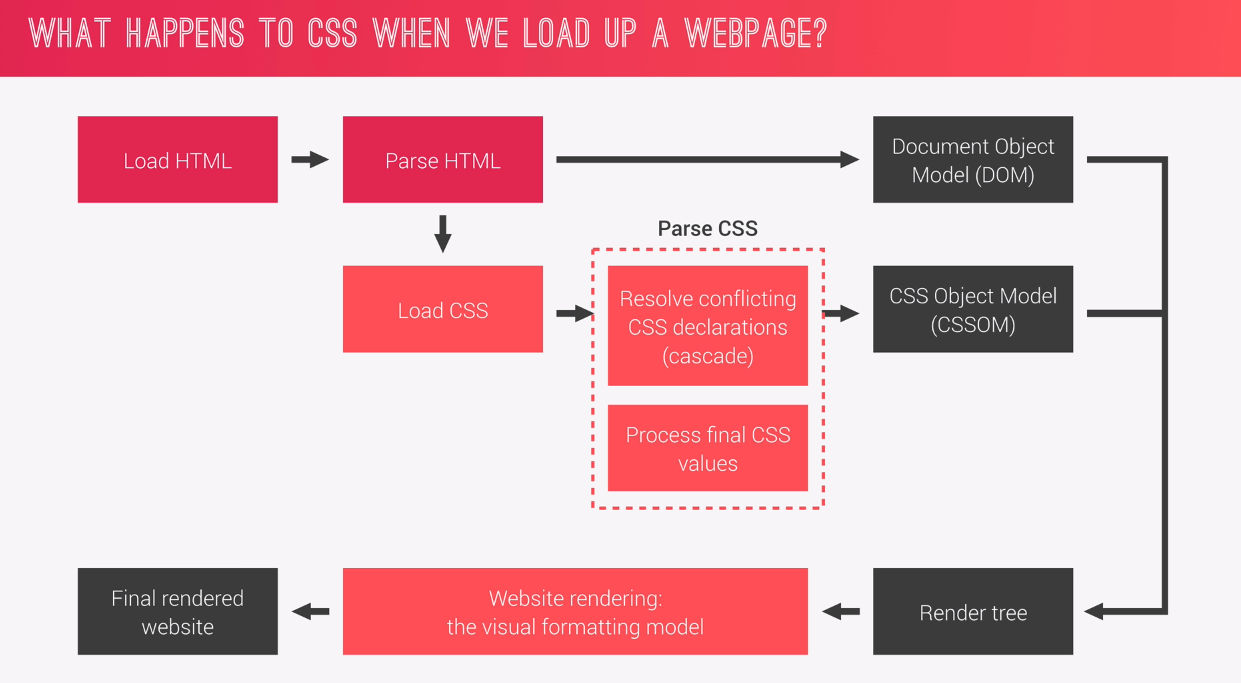 WHAT HAPPENS TO CSS WHEN WE LOAD UP A WEBPAGE?
Load HTML
Parse HTML
Document Object
Model (DOM)
Parse CSS
Load CSS
Resolve conflicting
CSS declarations
(cascade)
CSS Object Model
(CSSOM)
Process final CSS
values
Final rendered
website
Website rendering:
the visual formatting model
Render tree